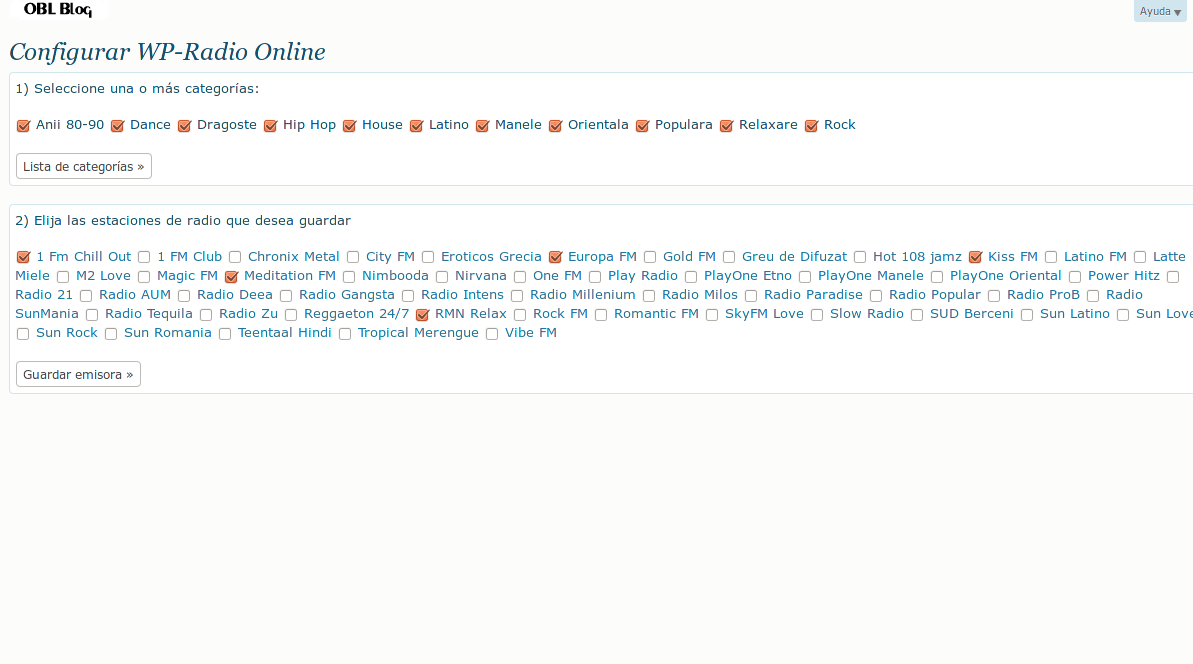 OBL Blog
Ayuda ▼
Configurar WP-Radio Online
1) Seleccione una o más categorías:
Anii 80-90 Dance Dragoste Hip Hop House Latino Manele Orientala Populara Relaxare Rock
Lista de categorías »
2) Elija las estaciones de radio que desea guardar
1 Fm Chill Out 1 FM Club Chronix Metal City FM Eroticos Grecia Europa FM Gold FM Greu de Difuzat Hot 108 jamz Kiss FM Latino FM Latte
Miele M2 Love Magic FM Meditation FM Nimbooda Nirvana One FM Play Radio PlayOne Etno PlayOne Manele PlayOne Oriental Power Hitz
Radio 21 Radio AUM Radio Deea Radio Gangsta Radio Intens Radio Millenium Radio Milos Radio Paradise Radio Popular Radio ProB Radio
SunMania Radio Tequila Radio Zu Reggaeton 24/7 RMN Relax Rock FM Romantic FM SkyFM Love Slow Radio SUD Berceni Sun Latino Sun Love
Sun Rock Sun Romania Teentaal Hindi Tropical Merengue Vibe FM
Guardar emisora »